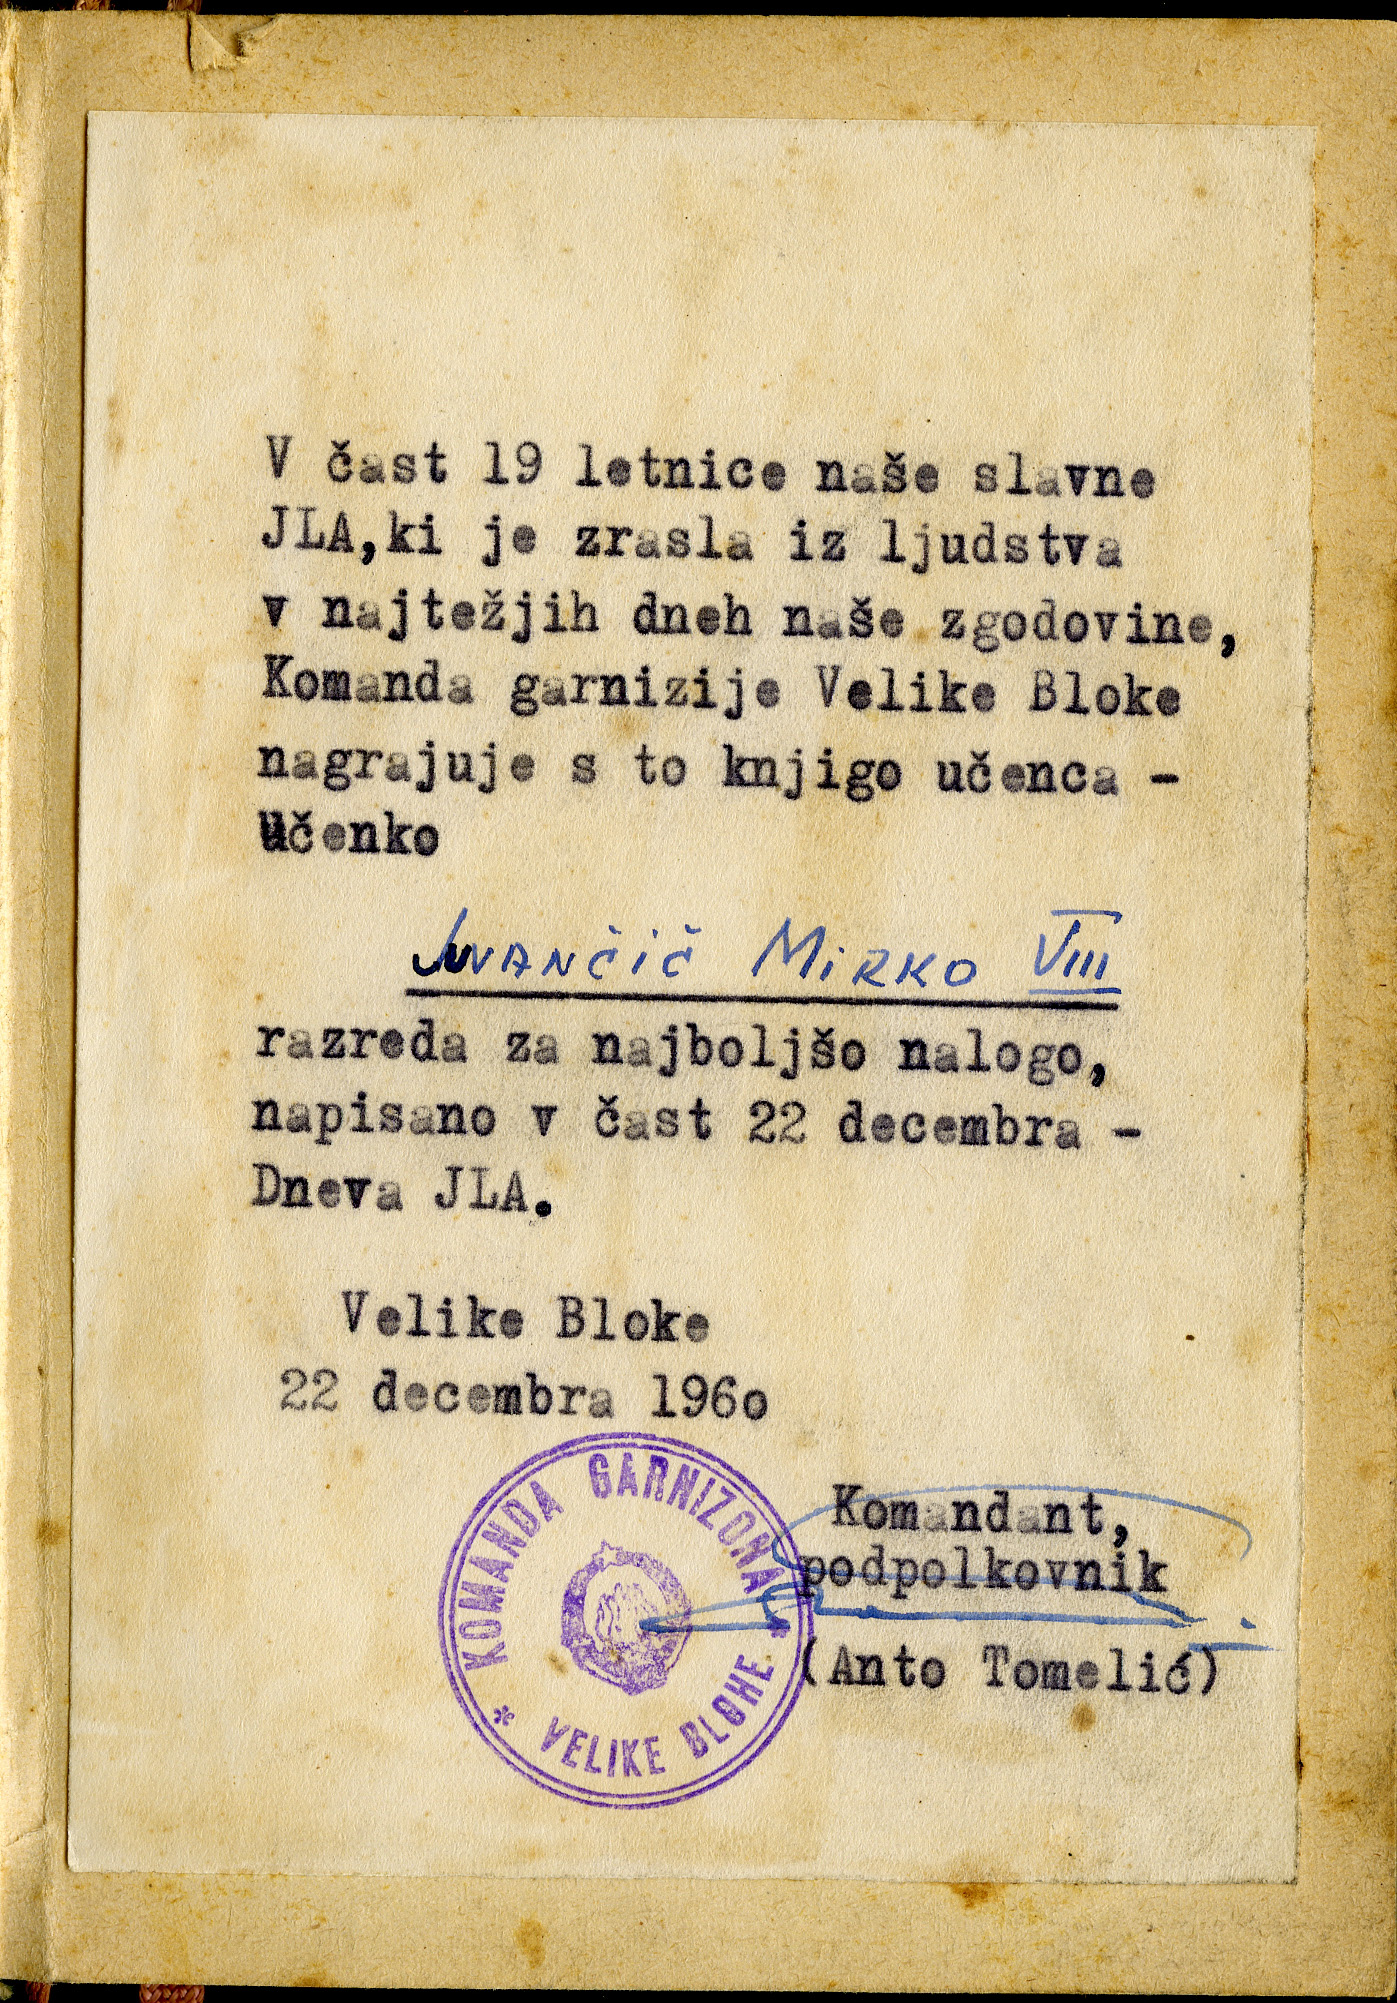 V čast 19 letnice naše slavne
JLA,ki je zrasla iz ljudstva
v najtežjih dneh naše zgodovine,
Komanda garnizije Velike Bloke
nagrajuje s to knjigo učenca -
učenko
Ivančič Mirko VIII
razreda za najboljšo nalogo,
napisano v čast 22 decembra -
Dneva JLA.
Velike Bloke
22 decembra 196o
KOMANDA GARNIZONA
* VELIKE BLOKE *
Komandant,
podpolkovnik
(Anto Tomelić)